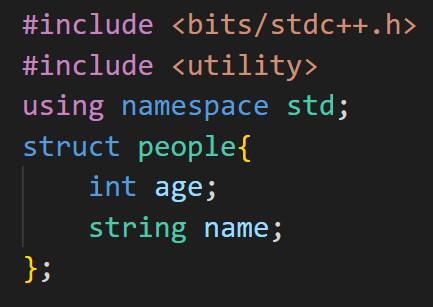 #include <bits/stdc++.h>
#include <utility>
using namespace std;
struct people{
    int age;
    string name;
};